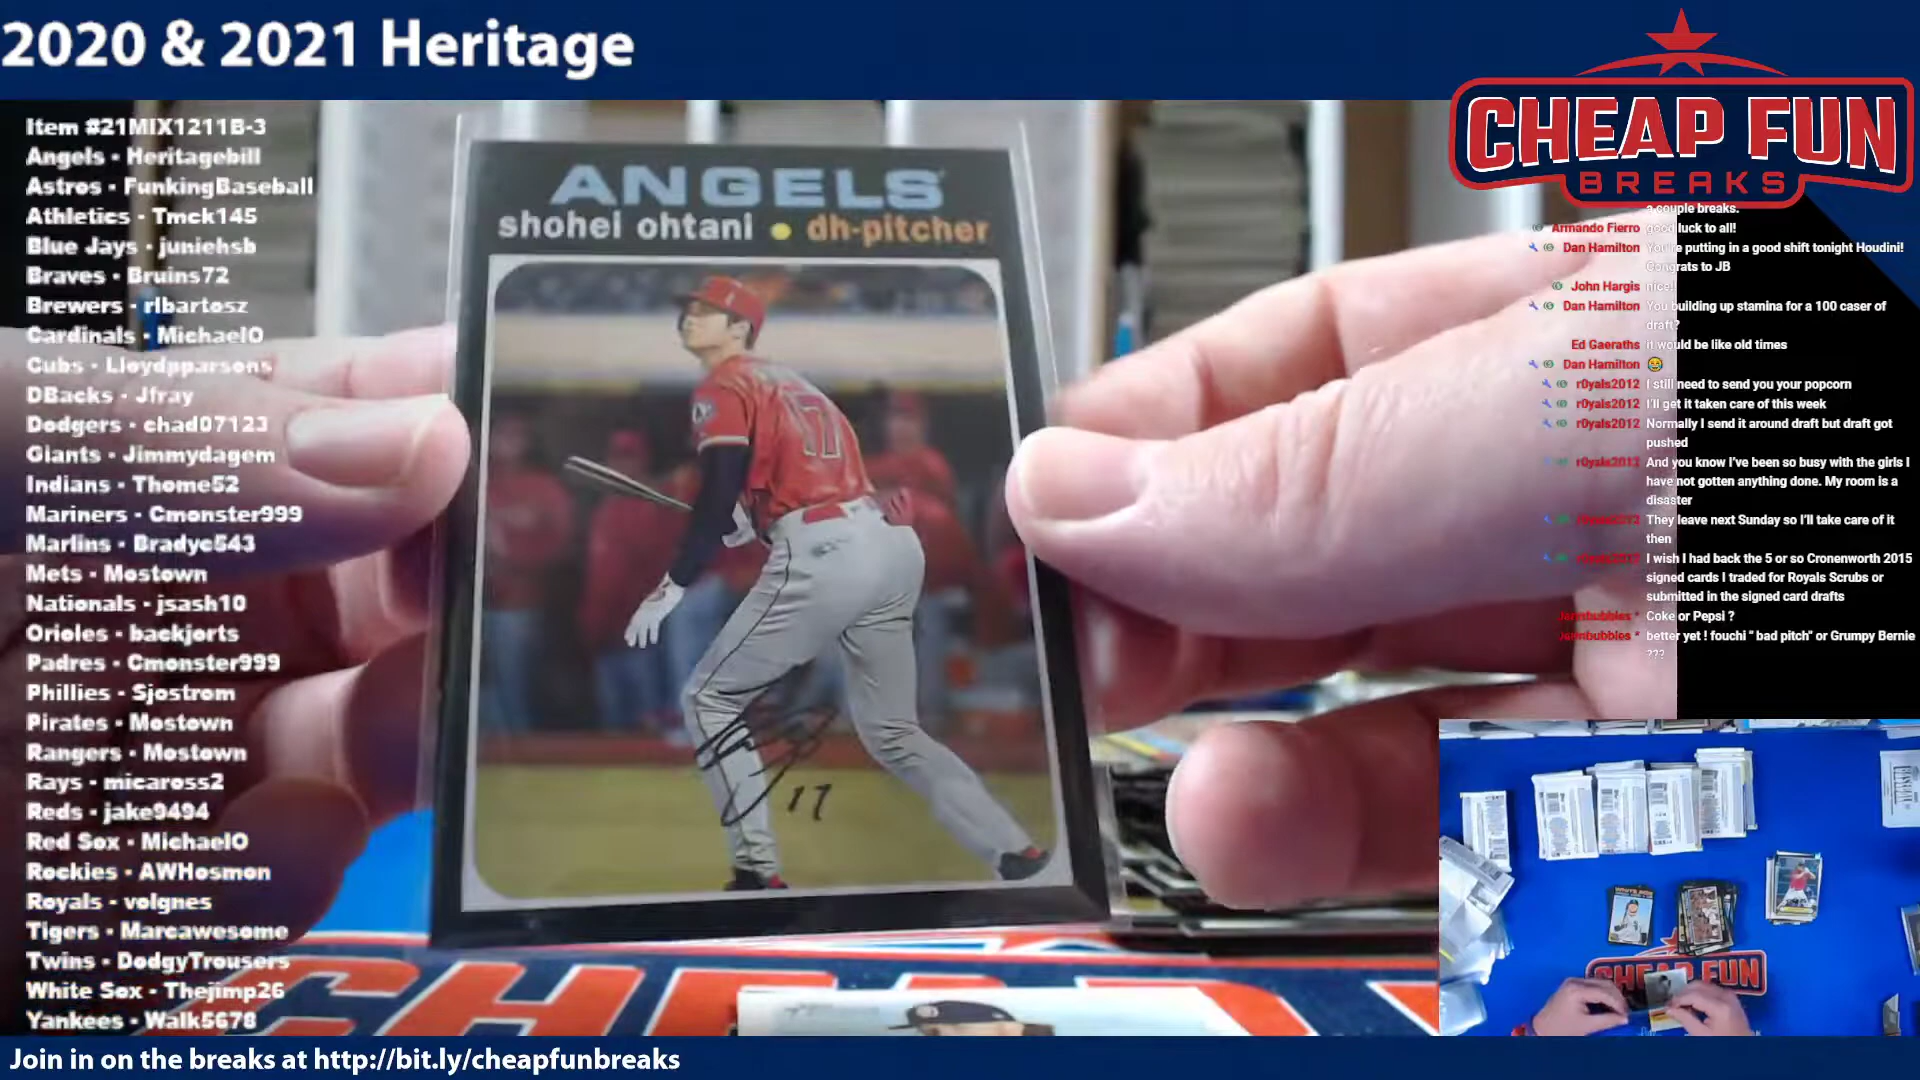 2020 & 2021 Heritage
CHEAP FUN
BREAKS
Item #21MIX1211B-3
Angels - Heritagebill
Astros - FunkingBaseball
Athletics - Tmck145
Blue Jays - juniehsb
Braves - Bruins72
Brewers - rlbartosz
Cardinals - MichaelO
Cubs - Lloydpparsons
DBacks - Jfray
Dodgers - chad07123
Giants - Jimmydagem
Indians - Thome52
Mariners - Cmonster999
Marlins - Bradyc543
Mets - Mostown
Nationals - jsash10
Orioles - backjorts
Padres - Cmonster999
Phillies - Sjostrom
Pirates - Mostown
Rangers - Mostown
Rays - micaross2
Reds - jake9494
Red Sox - MichaelO
Rockies - AWHosmon
Royals - volgnes
Tigers - Marcawesome
Twins - DodgyTrousers
White Sox - Thejimp26
Yankees - Walk5678
ANGELS
shohei ohtani • dh-pitcher
17
17
a couple breaks.
Armando Fierro good luck to all!
Dan Hamilton You're putting in a good shift tonight Houdini!
Congrats to JB
John Hargis nice!
Dan Hamilton You building up stamina for a 100 caser of
draft?
Ed Gaeraths it would be like old times
Dan Hamilton 😂
r0yals2012 I still need to send you your popcorn
r0yals2012 I'll get it taken care of this week
r0yals2012 Normally I send it around draft but draft got
pushed
r0yals2012 And you know I've been so busy with the girls I
have not gotten anything done. My room is a
disaster
r0yals2012 They leave next Sunday so I'll take care of it
then
r0yals2012 I wish I had back the 5 or so Cronenworth 2015
signed cards I traded for Royals Scrubs or
submitted in the signed card drafts
Coke or Pepsi ?
better yet ! fouchi " bad pitch" or Grumpy Bernie
???
CHEAP FUN
Join in on the breaks at http://bit.ly/cheapfunbreaks